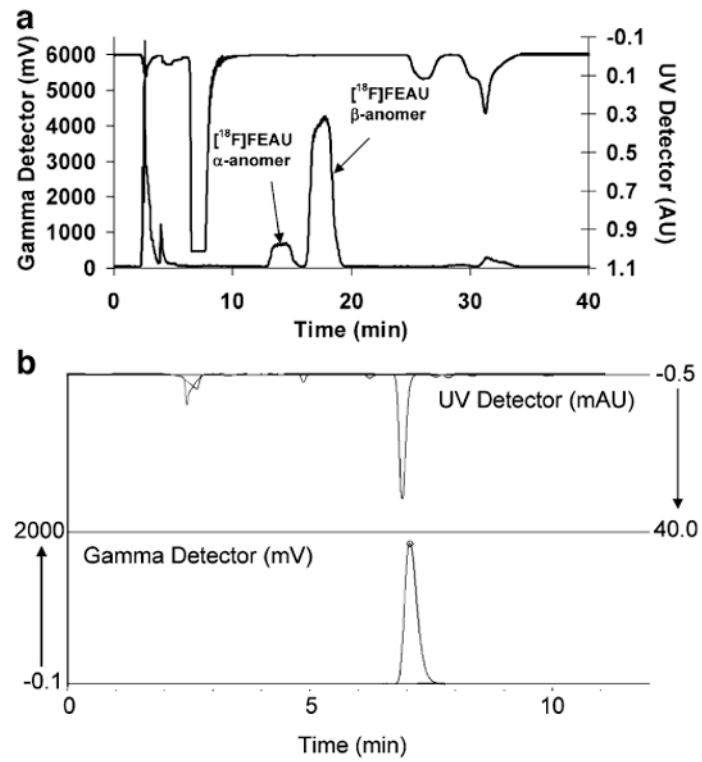 a
Gamma Detector (mV)
6000
5000
4000
3000
2000
1000
0
[¹⁸F]FEAU
α-anomer
[¹⁸F]FEAU
β-anomer
-0.1
0.1
0.3
0.5
0.7
0.9
1.1
UV Detector (AU)
0 10 20 30 40
Time (min)
b
-0.5
UV Detector (mAU)
2000
40.0
Gamma Detector (mV)
-0.1
0 5 10
Time (min)